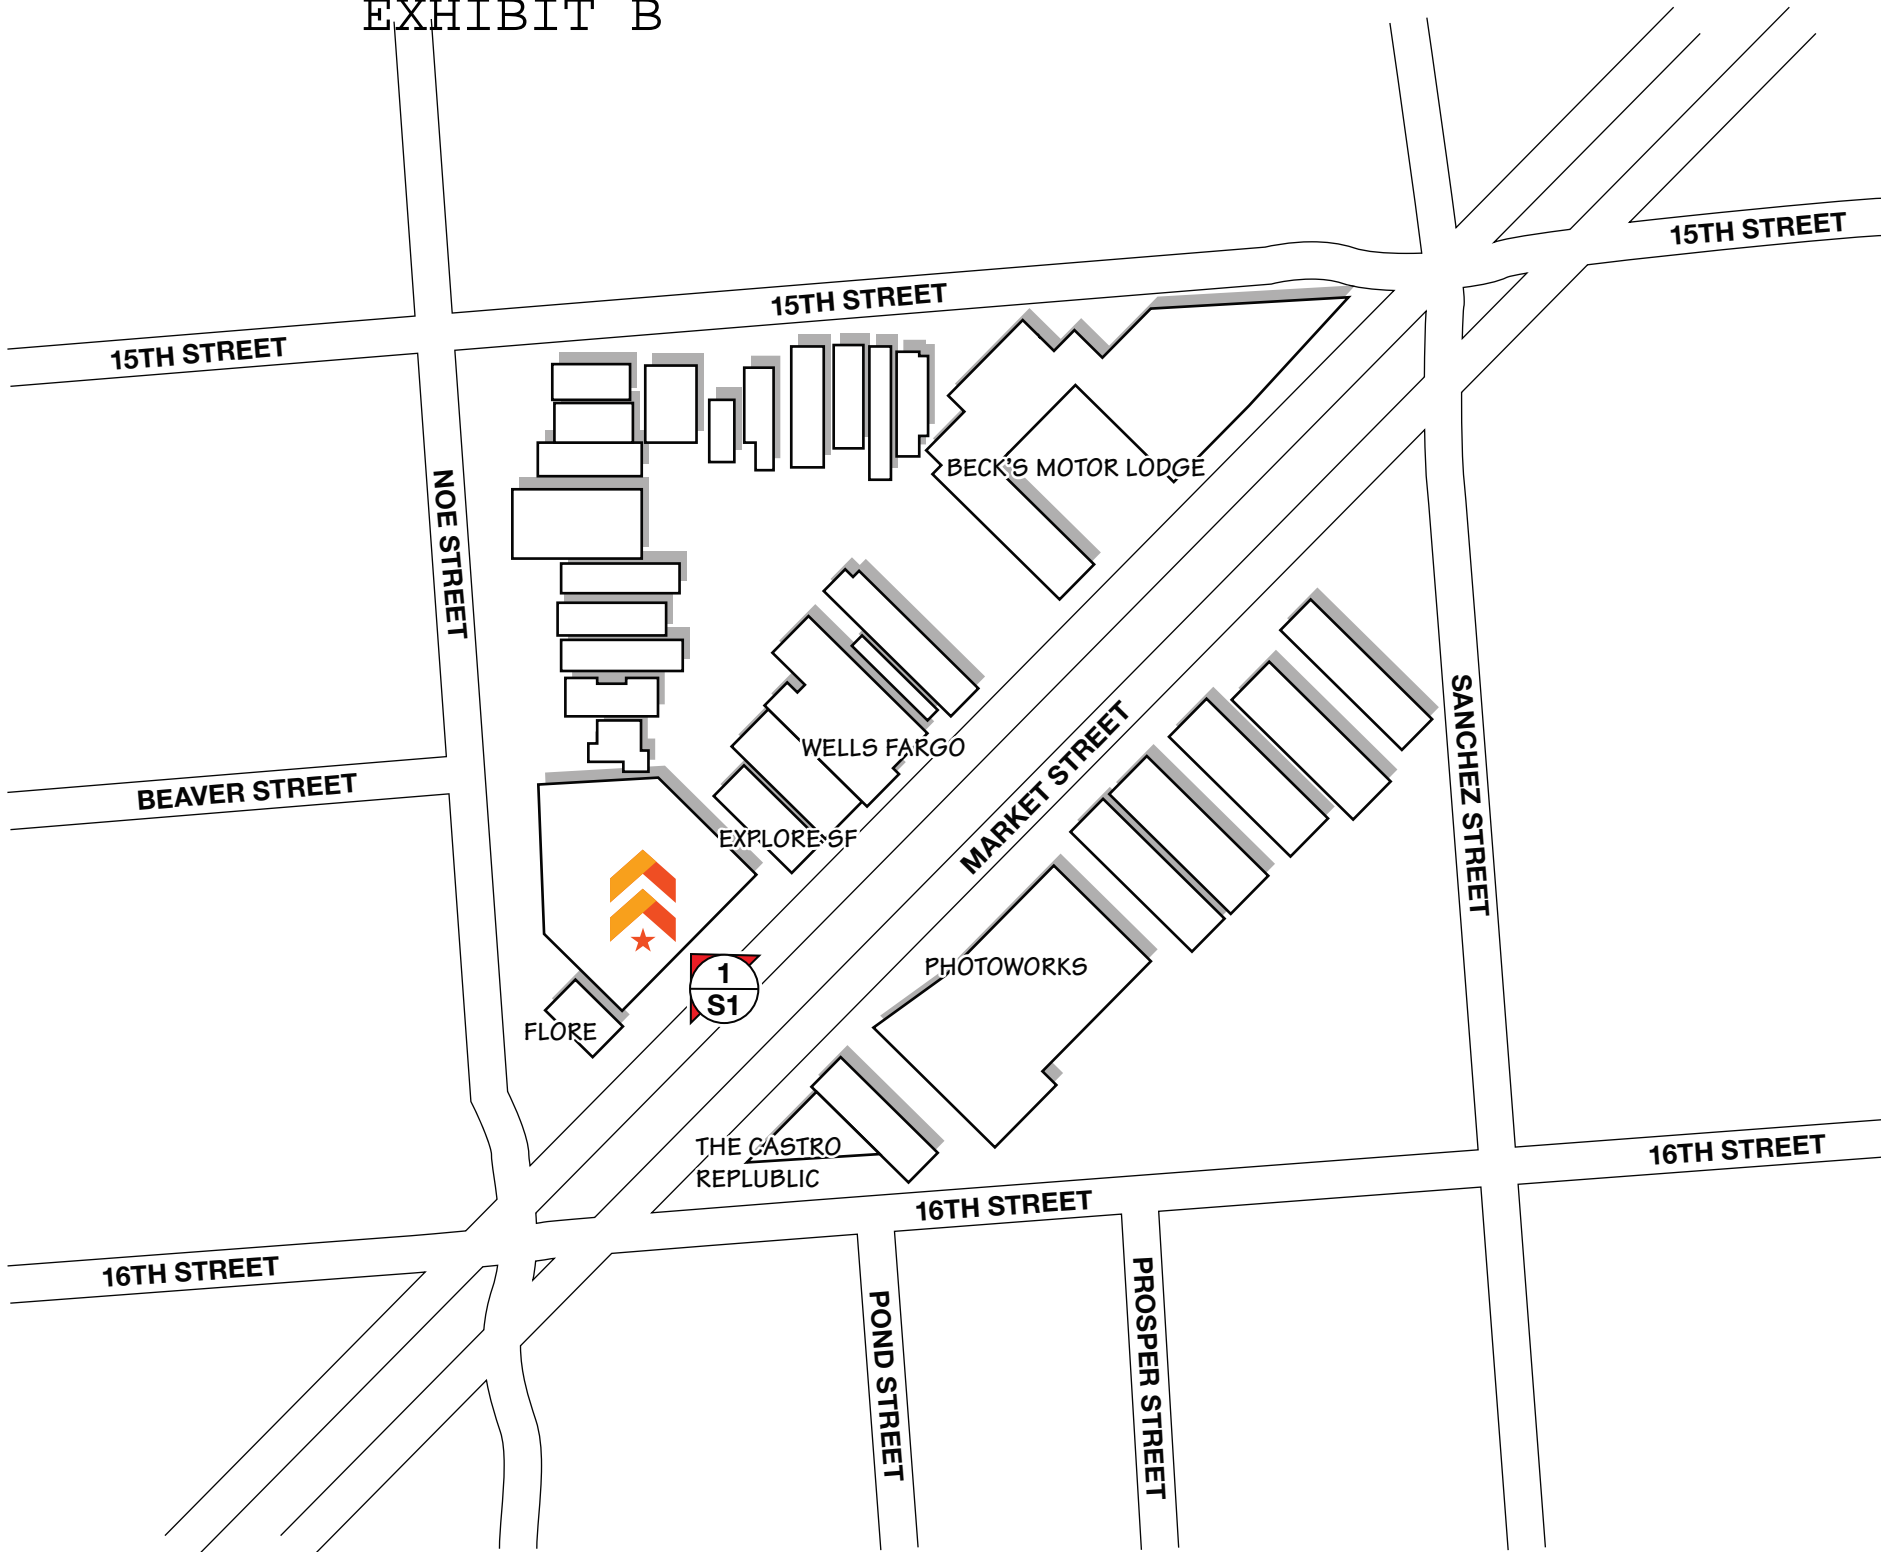 EXHIBIT B
15TH STREET
15TH STREET
15TH STREET
NOE STREET
BECK'S MOTOR LODGE
WELLS FARGO
MARKET STREET
SANCHEZ STREET
BEAVER STREET
EXPLORE SF
PHOTOWORKS
1
S1
FLORE
THE CASTRO
REPLUBLIC
16TH STREET
16TH STREET
16TH STREET
POND STREET
PROSPER STREET